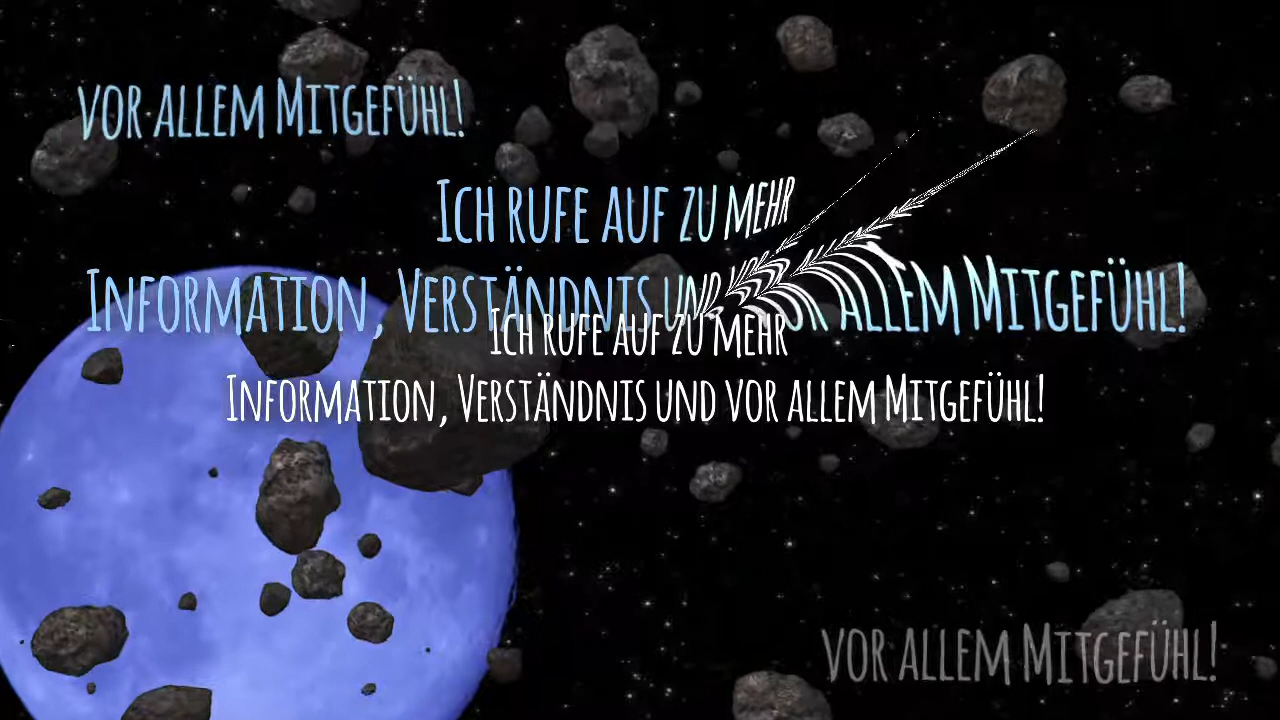 vor allem Mitgefühl!
Ich rufe auf zu mehr
Information, Verständnis und vor allem Mitgefühl!
Ich rufe auf zu mehr
Information, Verständnis und vor allem Mitgefühl!
vor allem Mitgefühl!